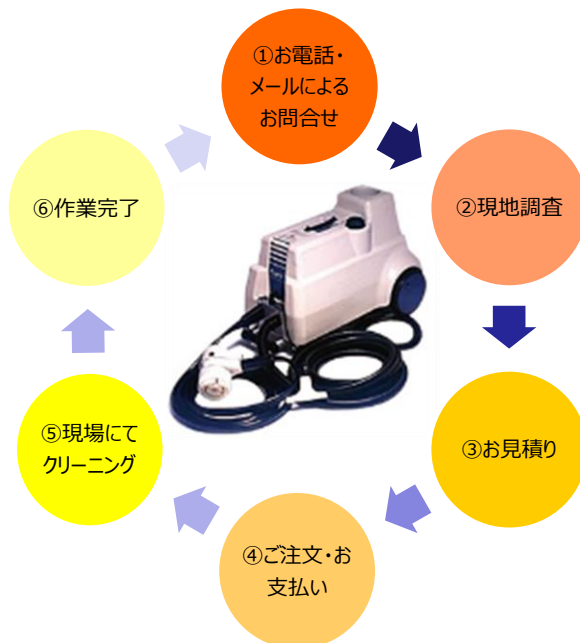 ①お電話・
メールによる
お問合せ
②現地調査
③お見積り
④ご注文・お
支払い
⑤現場にて
クリーニング
⑥作業完了